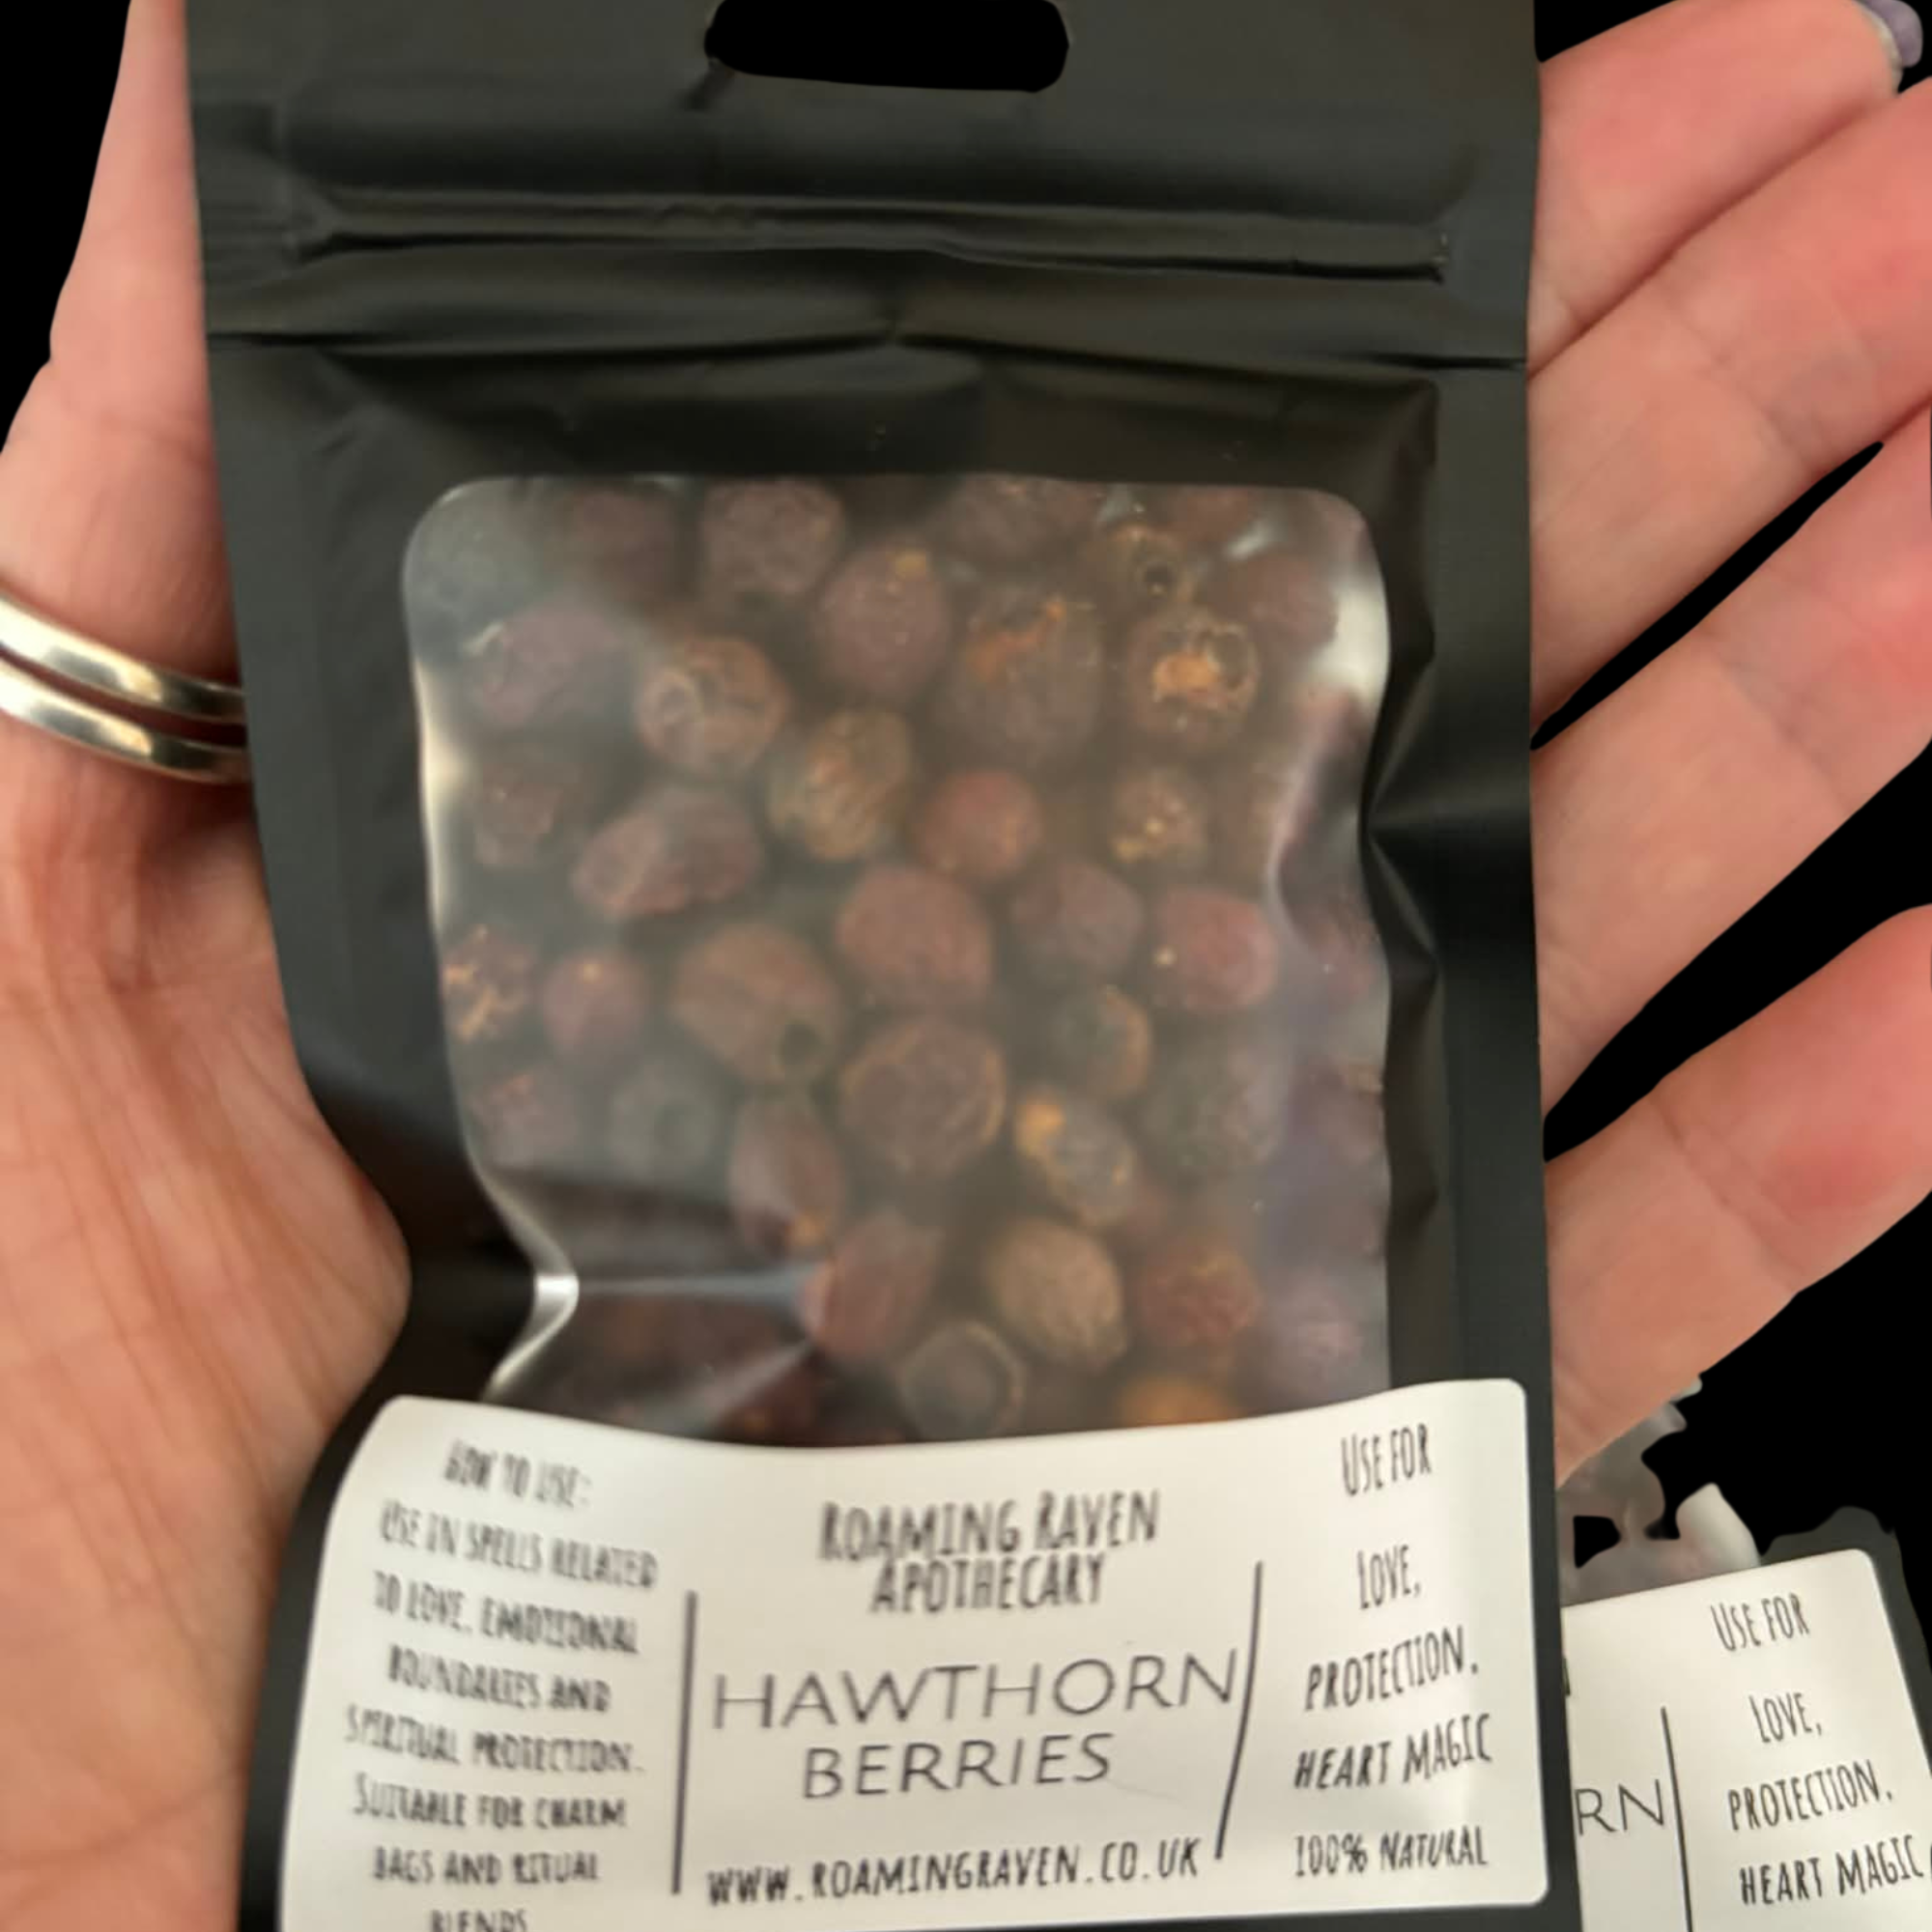 HOW TO USE:
USE IN SPELLS RELATED
TO LOVE, EMOTIONAL
BOUNDARIES AND
SPIRITUAL PROTECTION.
SUITABLE FOR CHARM
BAGS AND RITUAL
BLENDS
ROAMING RAVEN
APOTHECARY
HAWTHORN
BERRIES
WWW.ROAMINGRAVEN.CO.UK
USE FOR
LOVE,
PROTECTION,
HEART MAGIC
100% NATURAL
RN
USE FOR
LOVE,
PROTECTION,
HEART MAGIC